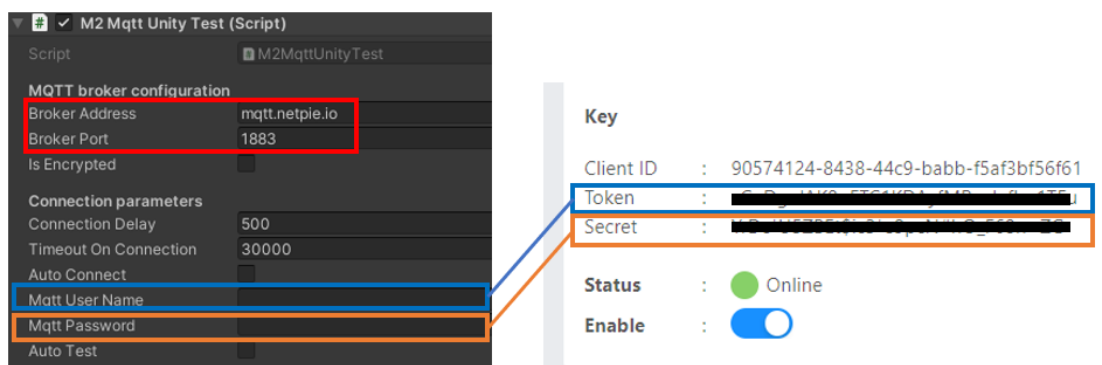 M2 Mqtt Unity Test (Script)
Script M2MqttUnityTest
MQTT broker configuration
Broker Address mqtt.netpie.io
Broker Port 1883
Is Encrypted
Connection parameters
Connection Delay 500
Timeout On Connection 30000
Auto Connect
Mqtt User Name
Mqtt Password
Auto Test
Key
Client ID : 90574124-8438-44c9-babb-f5af3bf56f61
Token :
Secret :
Status : Online
Enable :